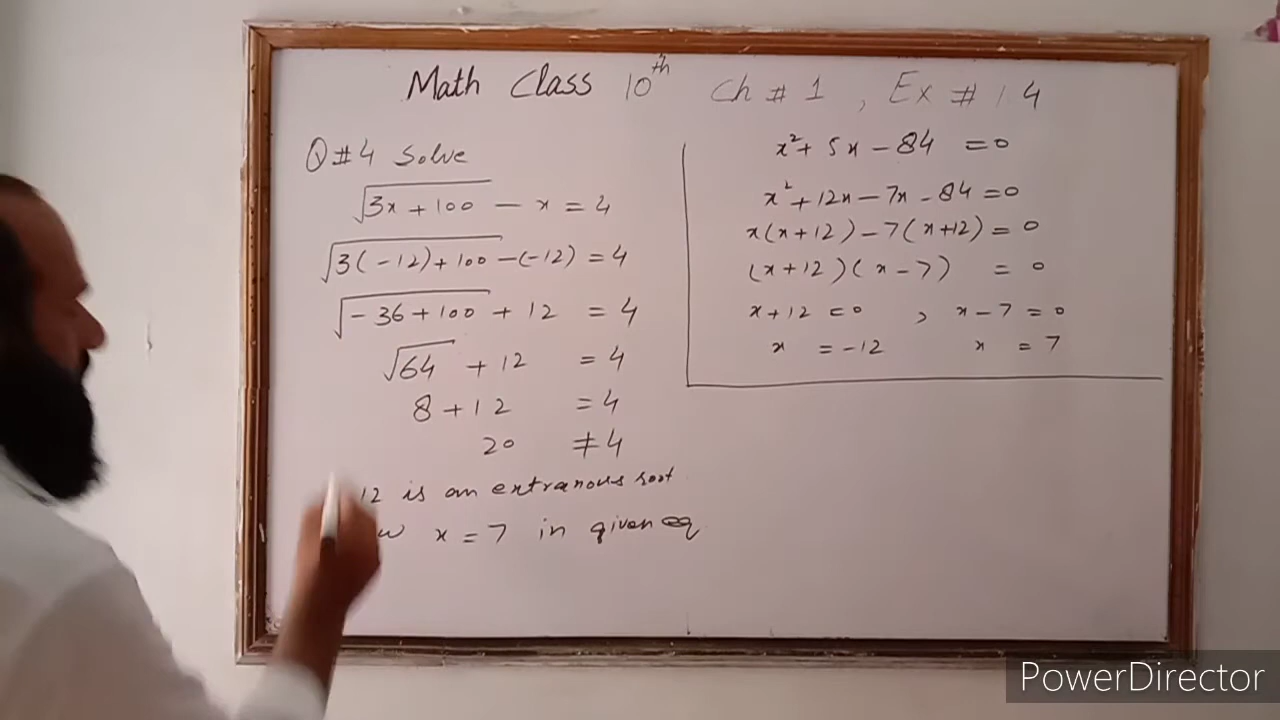 Math Class 10th Ch # 1 , Ex # 1.4
Q#4 Solve
√3x + 100 − x = 4
√3(−12) + 100 − (−12) = 4
√−36 + 100 + 12 = 4
√64 + 12 = 4
8 + 12 = 4
20 ≠ 4
12 is an extranous root
x = 7 in given eq
x² + 5x − 84 = 0
x² + 12x − 7x − 84 = 0
x(x + 12) − 7(x + 12) = 0
(x + 12)(x − 7) = 0
x + 12 = 0 , x − 7 = 0
x = −12 x = 7
PowerDirector